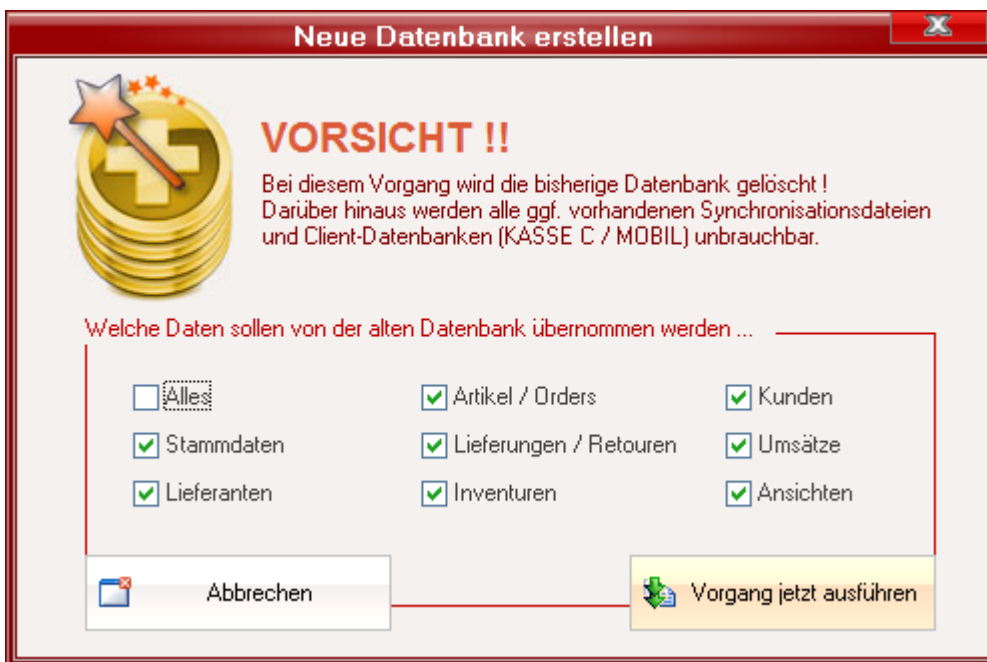 Neue Datenbank erstellen
VORSICHT !!
Bei diesem Vorgang wird die bisherige Datenbank gelöscht !
Darüber hinaus werden alle ggf. vorhandenen Synchronisationsdateien
und Client-Datenbanken (KASSE C / MOBIL) unbrauchbar.
Welche Daten sollen von der alten Datenbank übernommen werden ...
Alles
Artikel / Orders
Kunden
Stammdaten
Lieferungen / Retouren
Umsätze
Lieferanten
Inventuren
Ansichten
Abbrechen
Vorgang jetzt ausführen